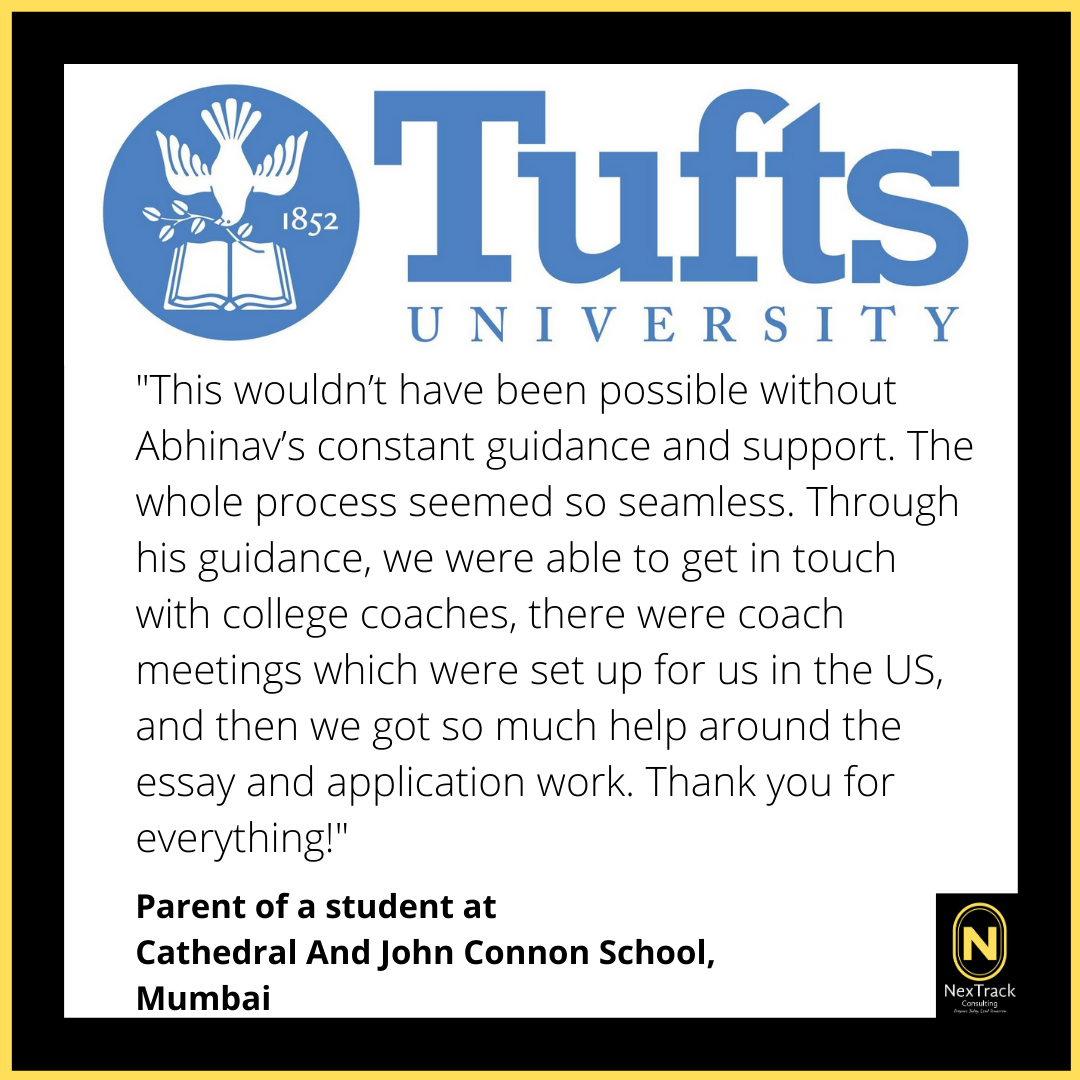 1852
Tufts
UNIVERSITY
"This wouldn’t have been possible without
Abhinav’s constant guidance and support. The
whole process seemed so seamless. Through
his guidance, we were able to get in touch
with college coaches, there were coach
meetings which were set up for us in the US,
and then we got so much help around the
essay and application work. Thank you for
everything!"
Parent of a student at
Cathedral And John Connon School,
Mumbai
N
NexTrack
Consulting